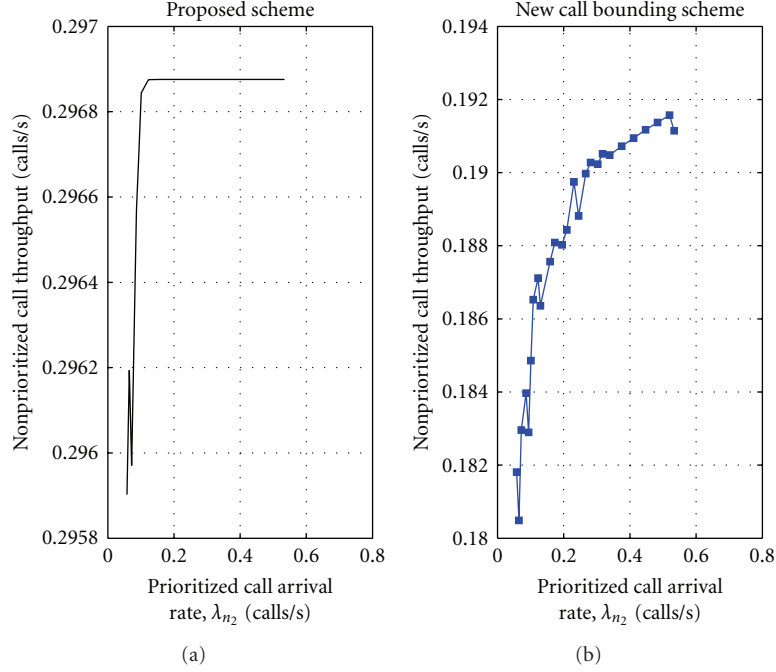 Proposed scheme
0.297
0.2968
0.2966
0.2964
0.2962
0.296
0.2958
Nonprioritized call throughput (calls/s)
0 0.2 0.4 0.6 0.8
Prioritized call arrival
rate, λn2 (calls/s)
(a)
New call bounding scheme
0.194
0.192
0.19
0.188
0.186
0.184
0.182
0.18
Nonprioritized call throughput (calls/s)
0 0.2 0.4 0.6 0.8
Prioritized call arrival
rate, λn2 (calls/s)
(b)